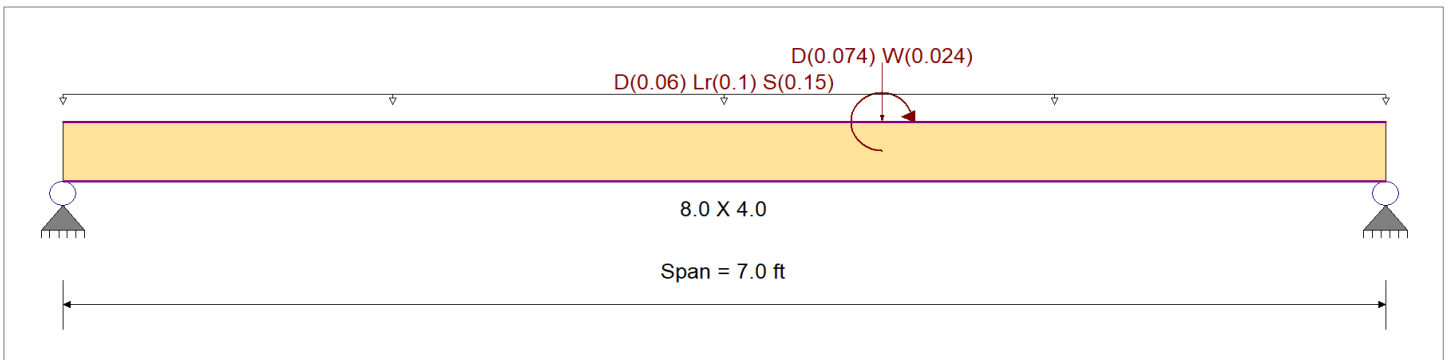 D(0.074) W(0.024)
D(0.06) Lr(0.1) S(0.15)
8.0 X 4.0
Span = 7.0 ft